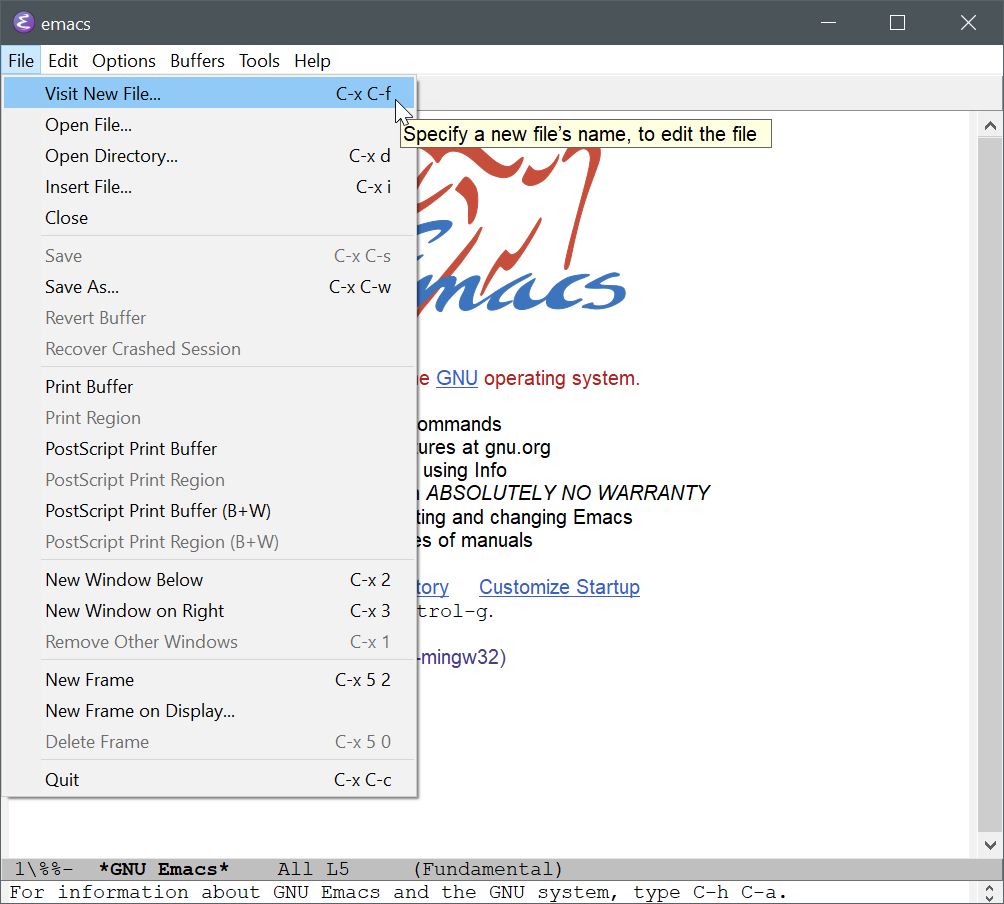 emacs
File Edit Options Buffers Tools Help
Visit New File... C-x C-f
Open File...
Specify a new file's name, to edit the file
Open Directory... C-x d
Insert File... C-x i
Close
Save C-x C-s
Save As... C-x C-w
macs
Revert Buffer
Recover Crashed Session
GNU operating system.
Print Buffer
Print Region
ommands
PostScript Print Buffer
tures at gnu.org
PostScript Print Region
using Info
ABSOLUTELY NO WARRANTY
PostScript Print Buffer (B+W)
ting and changing Emacs
PostScript Print Region (B+W)
es of manuals
New Window Below C-x 2
tory Customize Startup
New Window on Right C-x 3
trol-g.
Remove Other Windows C-x 1
-mingw32)
New Frame C-x 5 2
New Frame on Display...
Delete Frame C-x 5 0
Quit C-x C-c
1\%%- *GNU Emacs* All L5 (Fundamental)
For information about GNU Emacs and the GNU system, type C-h C-a.